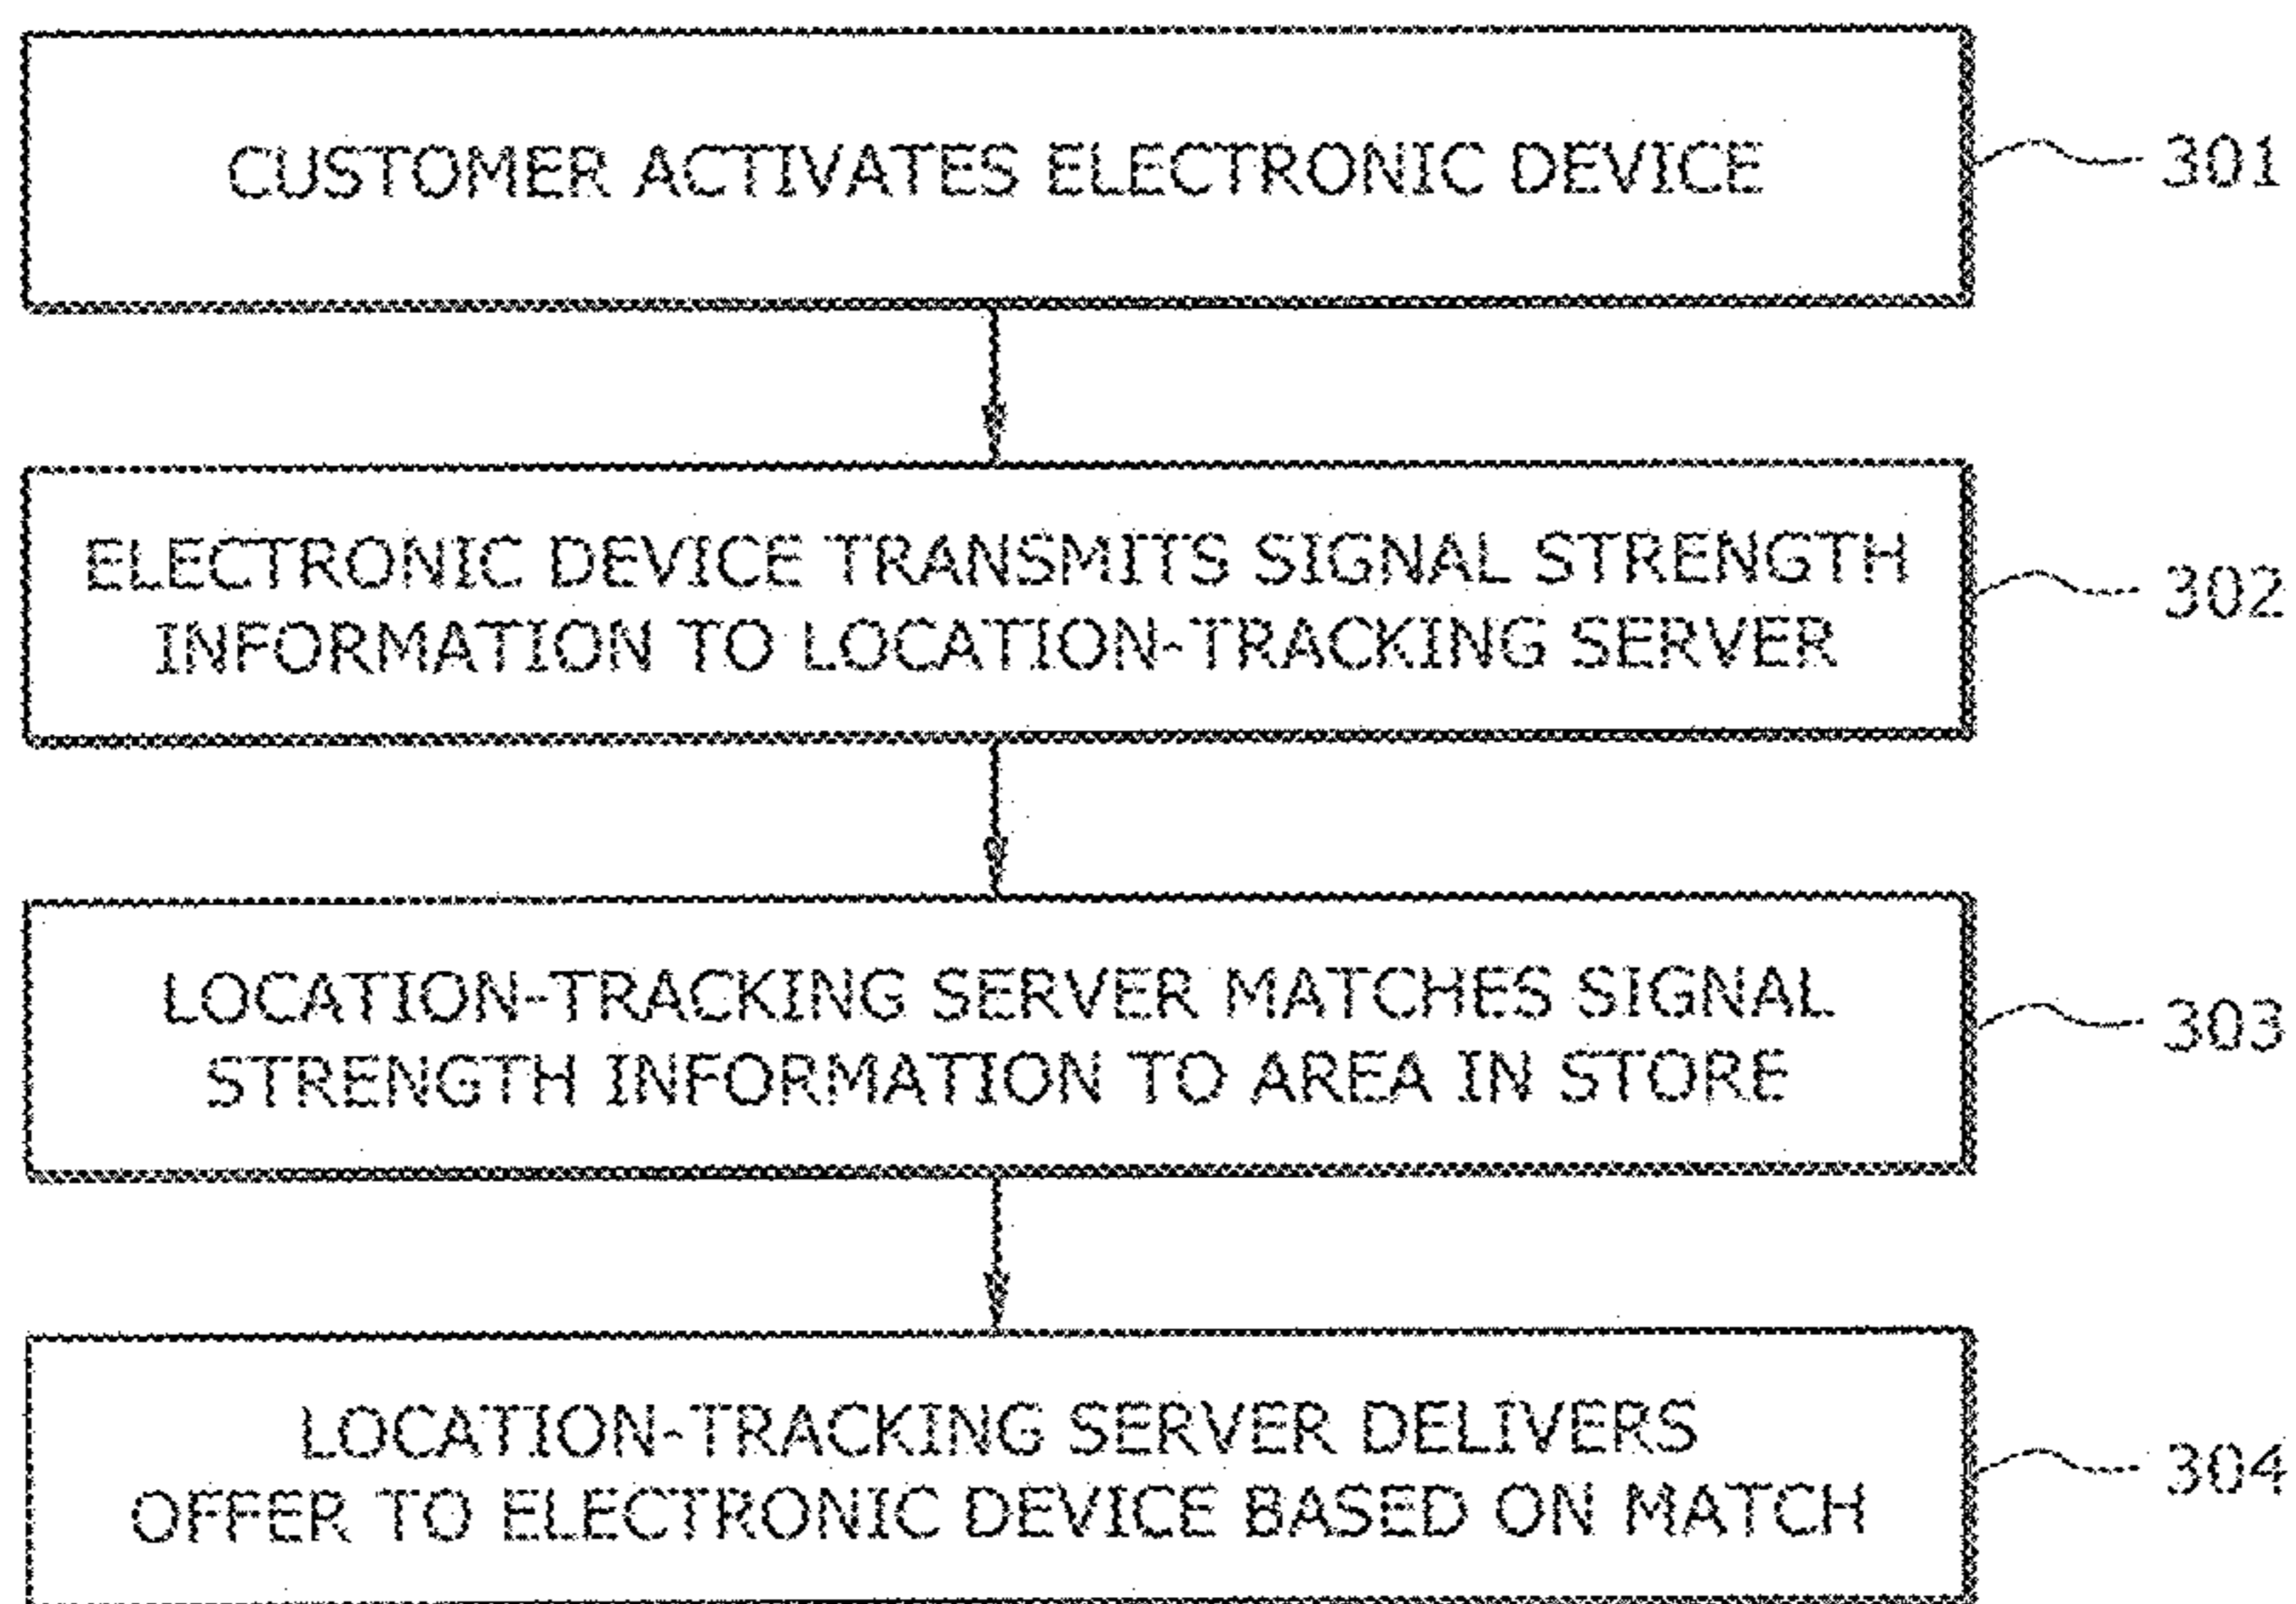 CUSTOMER ACTIVATES ELECTRONIC DEVICE
301
ELECTRONIC DEVICE TRANSMITS SIGNAL STRENGTH
INFORMATION TO LOCATION-TRACKING SERVER
302
LOCATION-TRACKING SERVER MATCHES SIGNAL
STRENGTH INFORMATION TO AREA IN STORE
303
LOCATION-TRACKING SERVER DELIVERS
OFFER TO ELECTRONIC DEVICE BASED ON MATCH
304